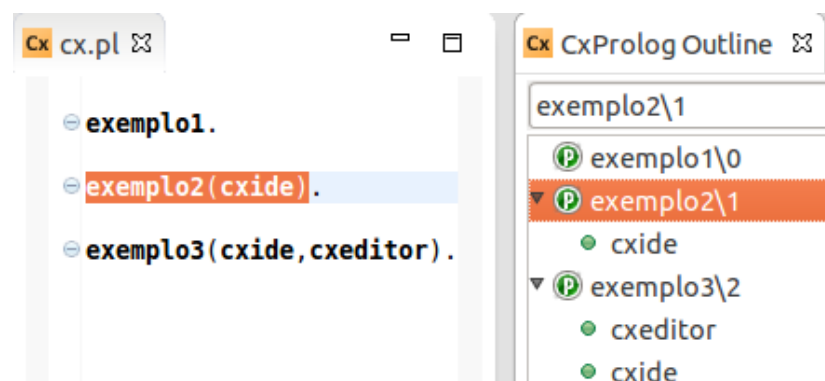 Cx cx.pl
exemplo1.
exemplo2(cxide).
exemplo3(cxide,cxeditor).
Cx CxProlog Outline
exemplo2\1
P exemplo1\0
P exemplo2\1
cxide
P exemplo3\2
cxeditor
cxide